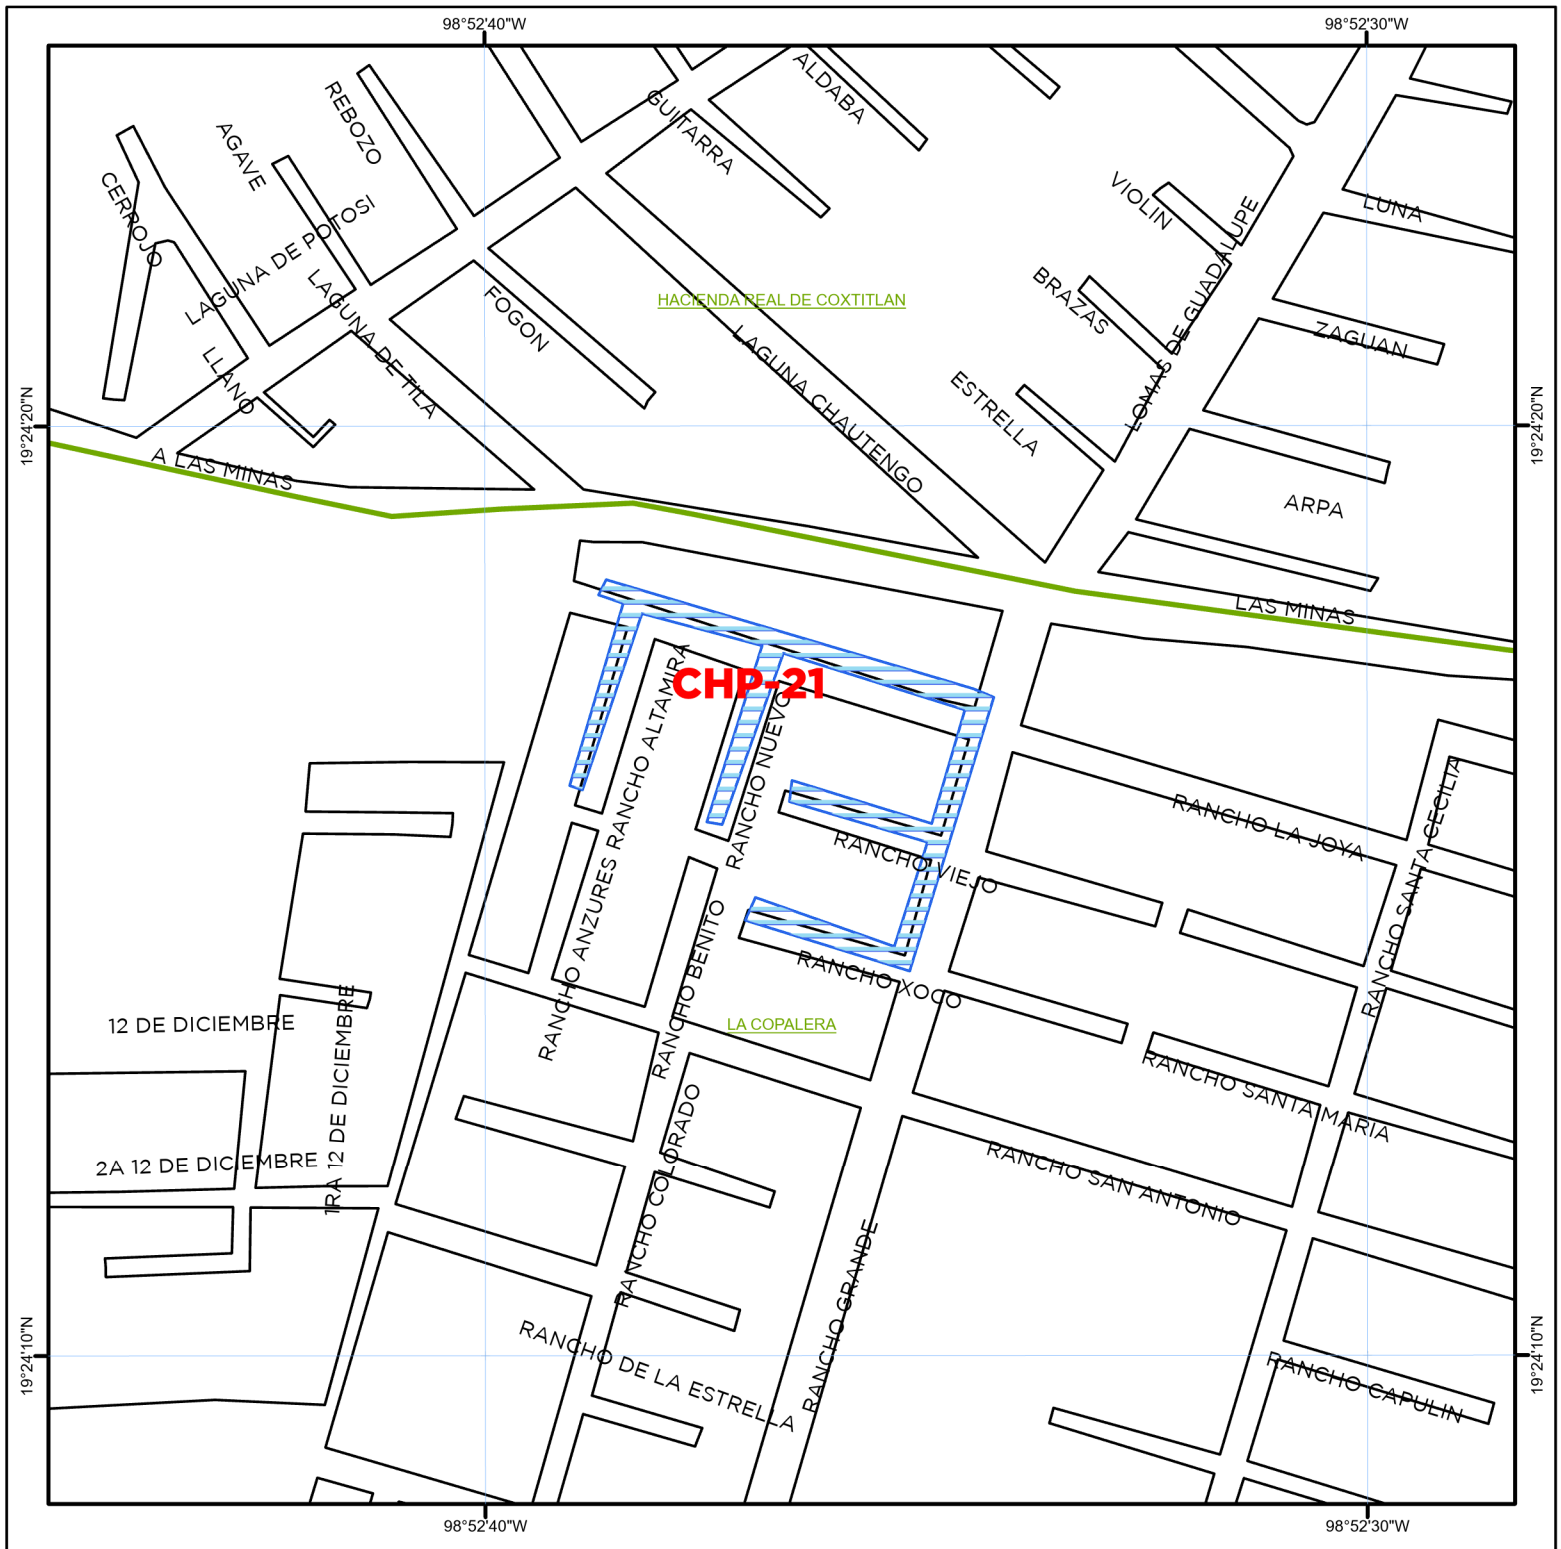 98°52'40"W
98°52'30"W
ALDABA
REBOZO
GUITARRA
AGAVE
CERROJO
VIOLIN
LUNA
LAGUNA DE POTOSI
LOMAS DE GUADALUPE
LAGUNA DE TILA
FOGON
HACIENDA REAL DE COXTITLAN
BRAZAS
ZAGUAN
LAGUNA CHAUTENGO
LLANO
ESTRELLA
19°24'20"N
19°24'20"N
A LAS MINAS
ARPA
LAS MINAS
CHP-21
RANCHO ALTAMIRA
RANCHO NUEVO
RANCHO LA JOYA
RANCHO SANTA CECILIA
RANCHO VIEJO
RANCHO ANZURES
RANCHO BENITO
RANCHO XOCO
12 DE DICIEMBRE
LA COPALERA
1RA 12 DE DICIEMBRE
RANCHO SANTA MARIA
2A 12 DE DICIEMBRE
RANCHO COLORADO
RANCHO SAN ANTONIO
RANCHO GRANDE
19°24'10"N
19°24'10"N
RANCHO DE LA ESTRELLA
RANCHO CAPULIN
98°52'40"W
98°52'30"W